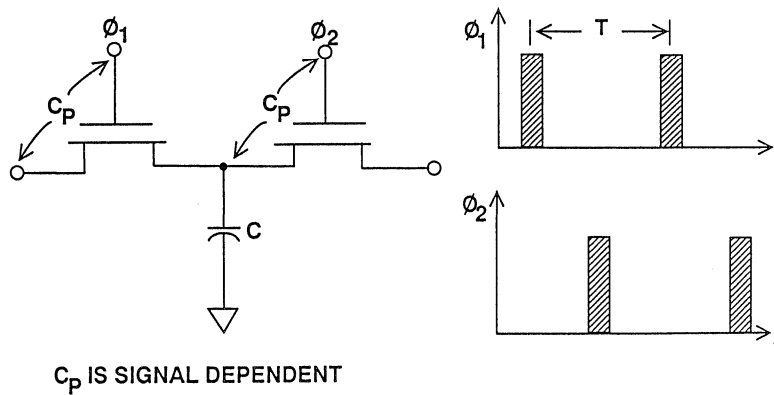 Ø1
Ø2
CP
CP
C
CP IS SIGNAL DEPENDENT
Ø1
T
Ø2